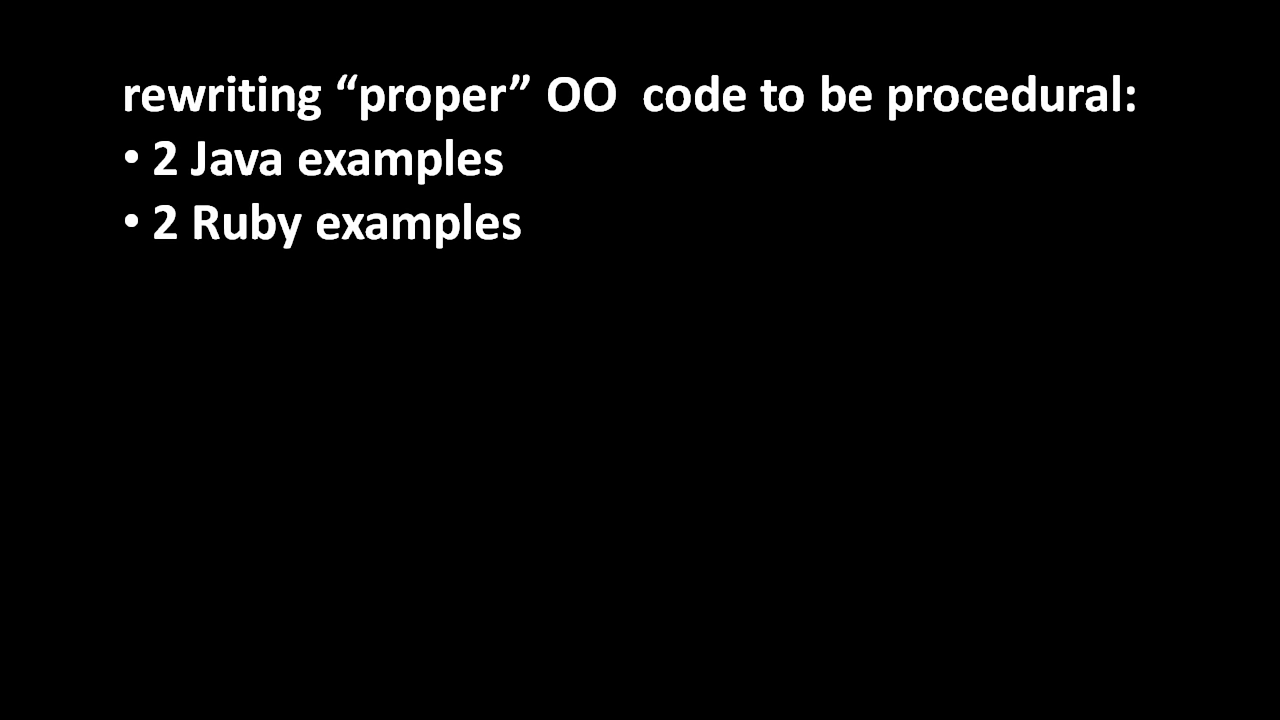 rewriting “proper” OO  code to be procedural:
• 2 Java examples
• 2 Ruby examples